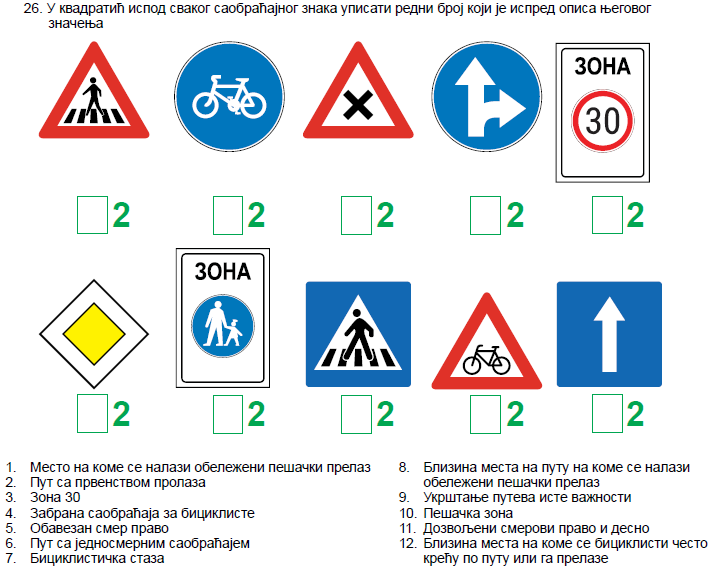 26. У квадратић испод сваког саобраћајног знака уписати редни број који је испред описа његовог
значења
ЗОНА
30
2 2 2 2 2
ЗОНА
2 2 2 2 2
1. Место на коме се налази обележени пешачки прелаз
2. Пут са првенством пролаза
3. Зона 30
4. Забрана саобраћаја за бициклисте
5. Обавезан смер право
6. Пут са једносмерним саобраћајем
7. Бициклистичка стаза
8. Близина места на путу на коме се налази
обележени пешачки прелаз
9. Укрштање путева исте важности
10. Пешачка зона
11. Дозвољени смерови право и десно
12. Близина места на коме се бициклисти често
крећу по путу или га прелазе